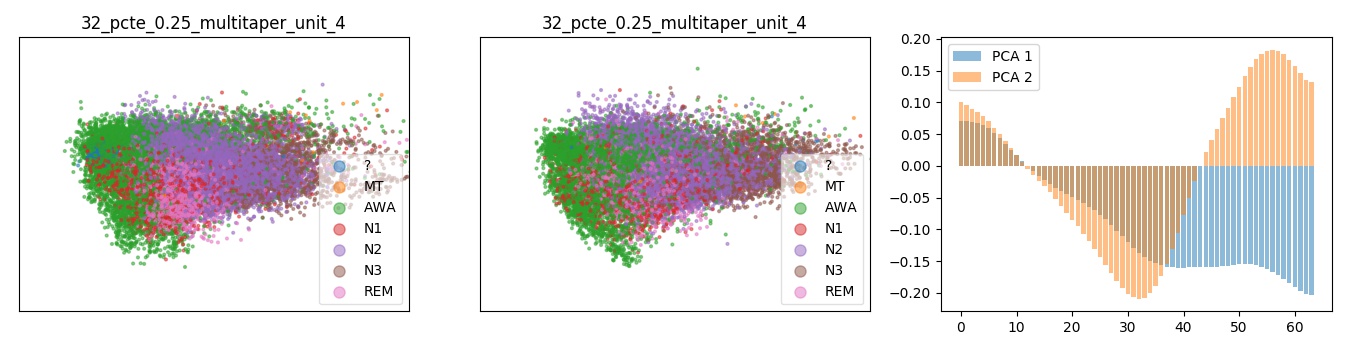 32_pcte_0.25_multitaper_unit_4
?
MT
AWA
N1
N2
N3
REM
32_pcte_0.25_multitaper_unit_4
?
MT
AWA
N1
N2
N3
REM
PCA 1
PCA 2
0.20
0.15
0.10
0.05
0.00
−0.05
−0.10
−0.15
−0.20
0 10 20 30 40 50 60